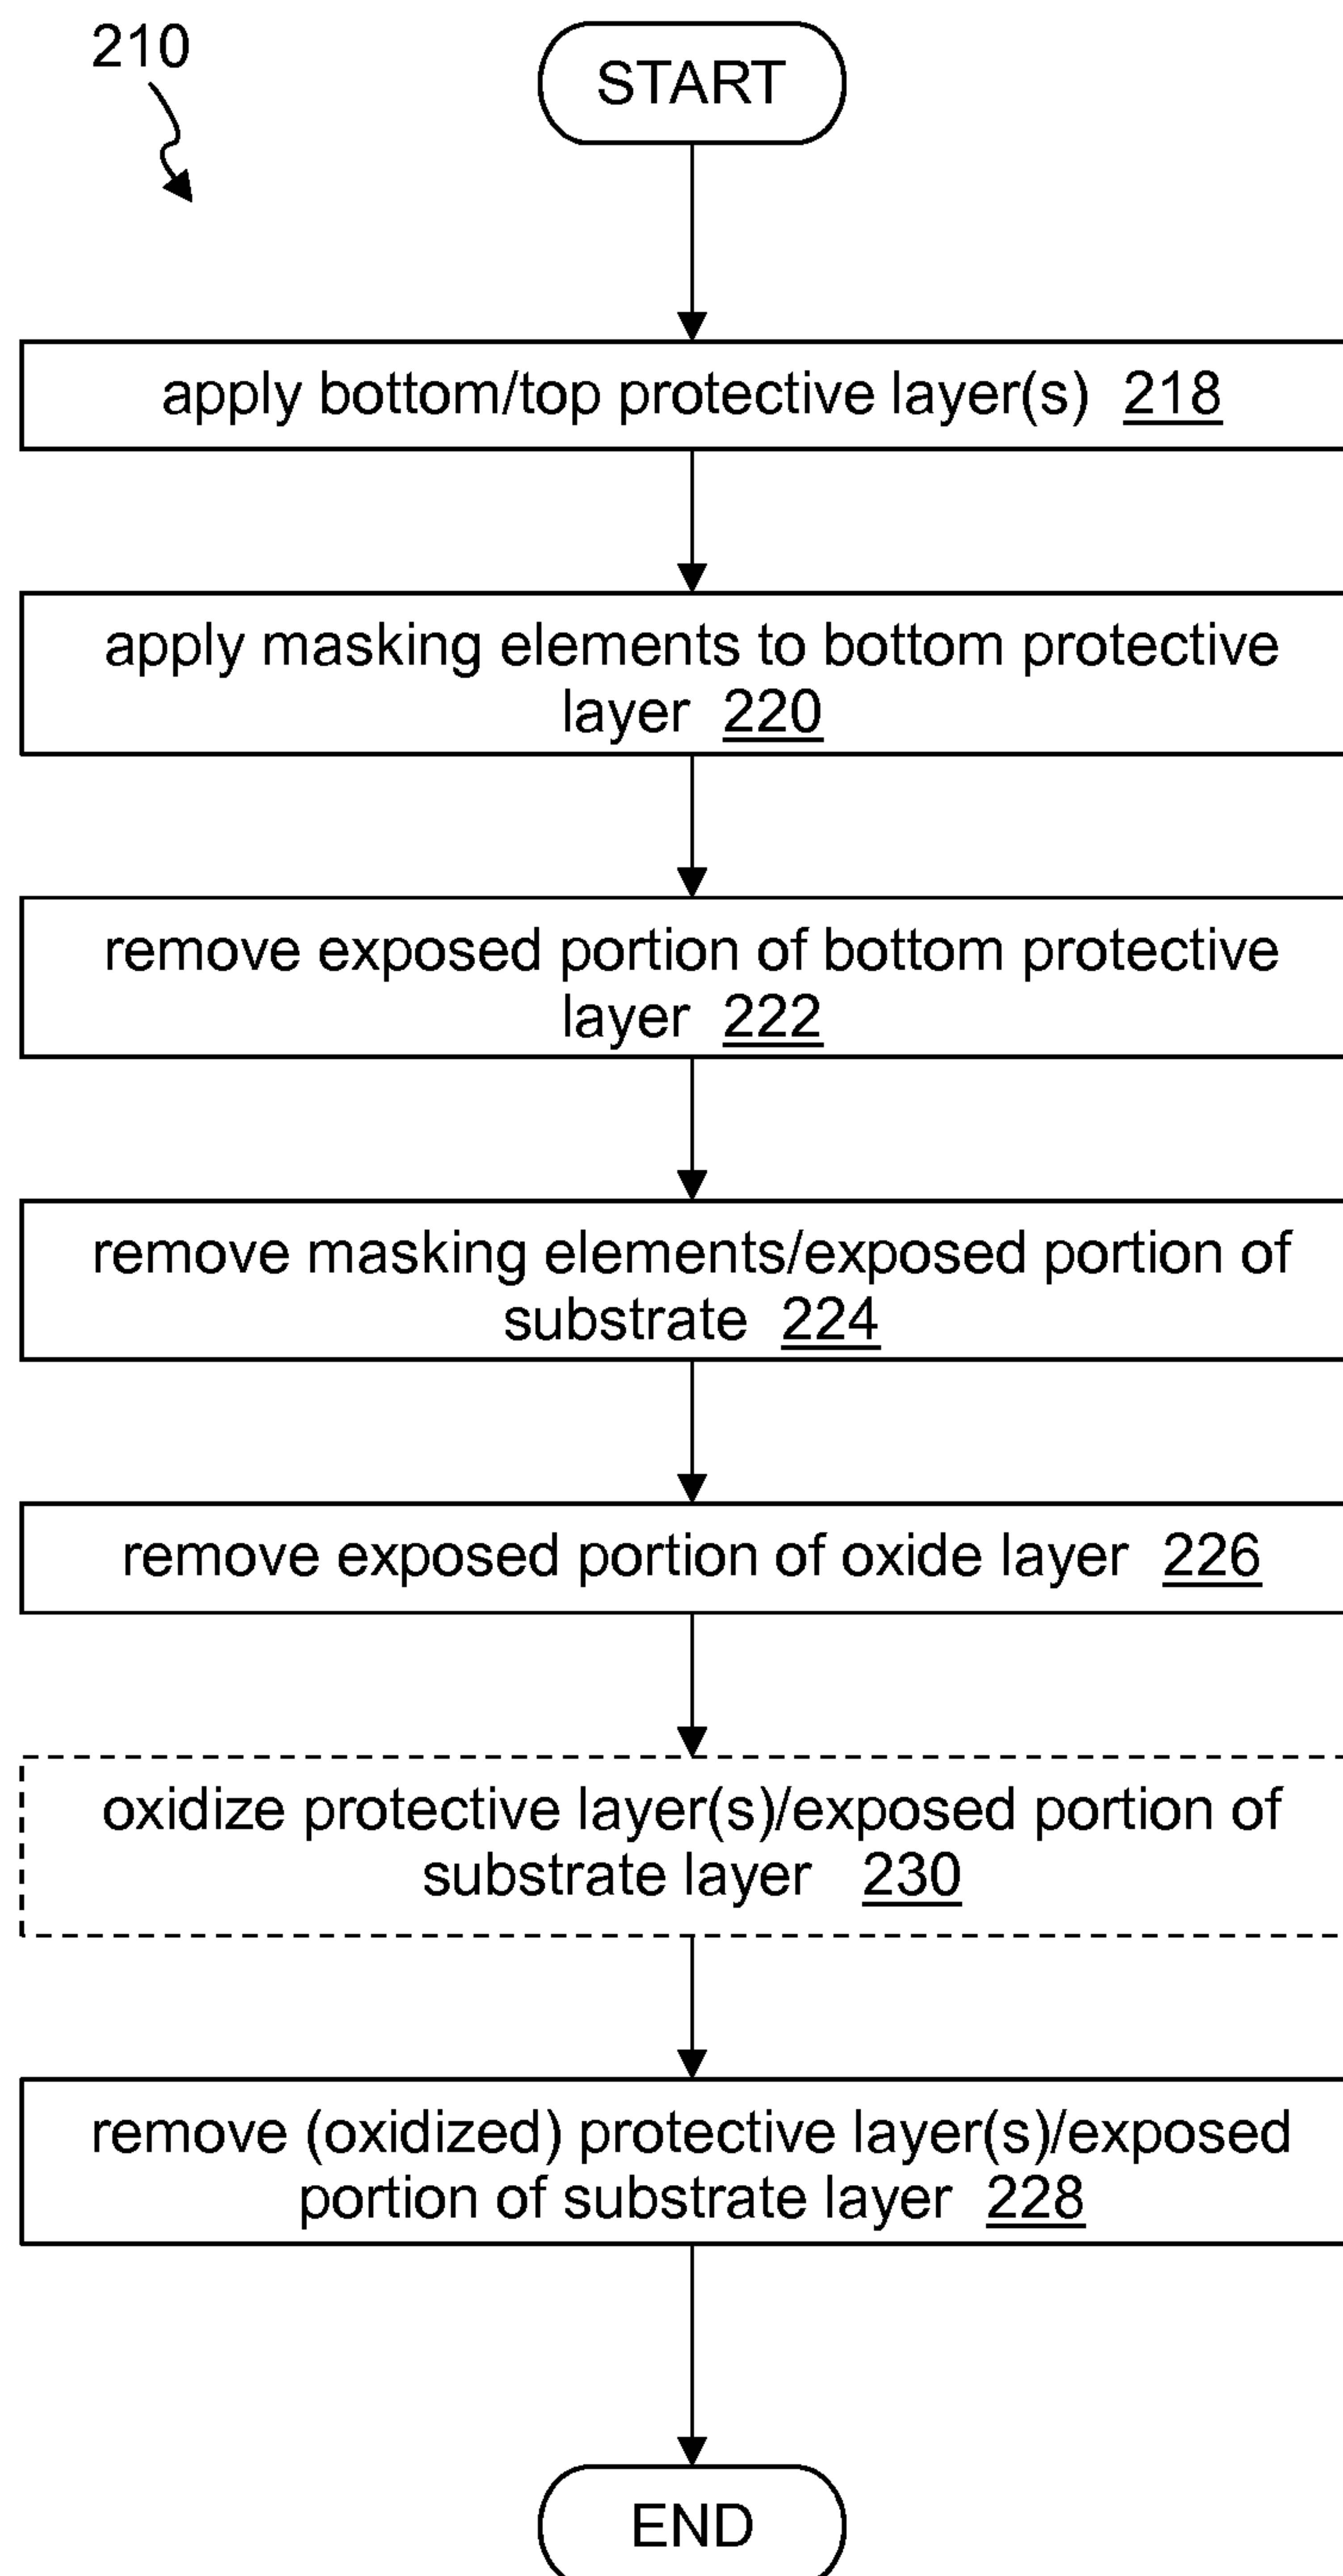 210
START
apply bottom/top protective layer(s) 218
apply masking elements to bottom protective
layer 220
remove exposed portion of bottom protective
layer 222
remove masking elements/exposed portion of
substrate 224
remove exposed portion of oxide layer 226
oxidize protective layer(s)/exposed portion of
substrate layer 230
remove (oxidized) protective layer(s)/exposed
portion of substrate layer 228
END